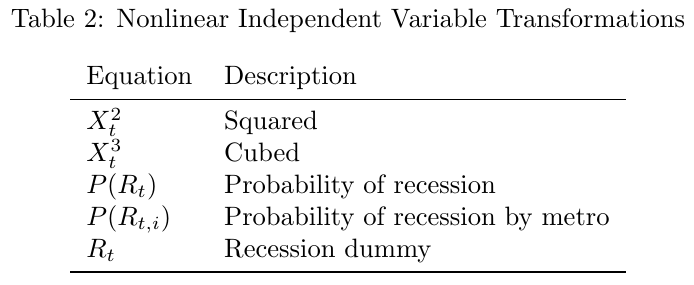 Table 2: Nonlinear Independent Variable Transformations
Equation Description
$X_t^2$ Squared
$X_t^3$ Cubed
$P(R_t)$ Probability of recession
$P(R_{t,i})$ Probability of recession by metro
$R_t$ Recession dummy